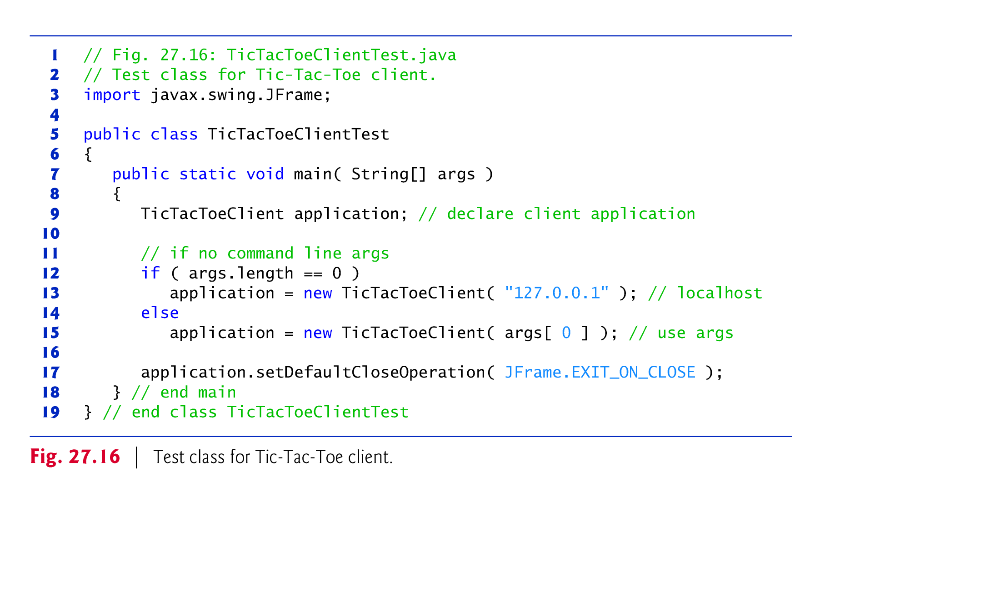 1 // Fig. 27.16: TicTacToeClientTest.java
2 // Test class for Tic-Tac-Toe client.
3 import javax.swing.JFrame;
4
5 public class TicTacToeClientTest
6 {
7    public static void main( String[] args )
8    {
9       TicTacToeClient application; // declare client application
10
11       // if no command line args
12       if ( args.length == 0 )
13          application = new TicTacToeClient( "127.0.0.1" ); // localhost
14       else
15          application = new TicTacToeClient( args[ 0 ] ); // use args
16
17       application.setDefaultCloseOperation( JFrame.EXIT_ON_CLOSE );
18    } // end main
19 } // end class TicTacToeClientTest
Fig. 27.16 | Test class for Tic-Tac-Toe client.